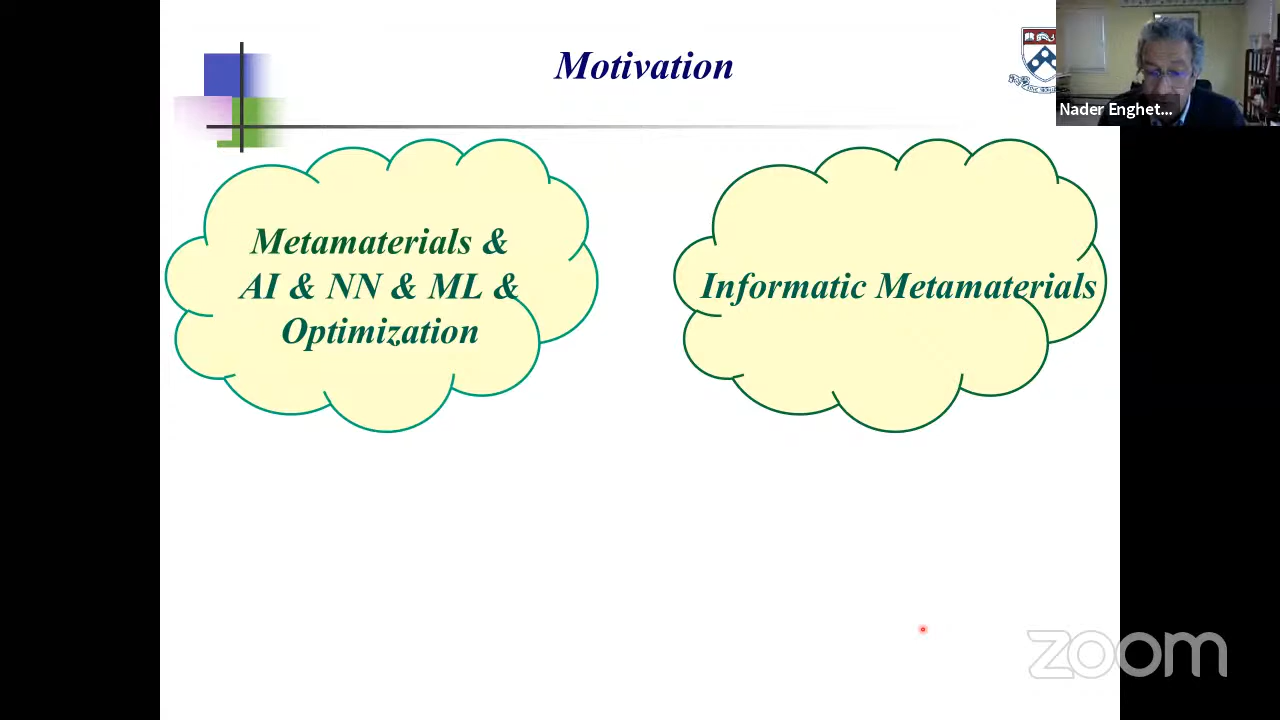 Motivation
Nader Enghet...
Metamaterials &
AI & NN & ML &
Optimization
Informatic Metamaterials
zoom